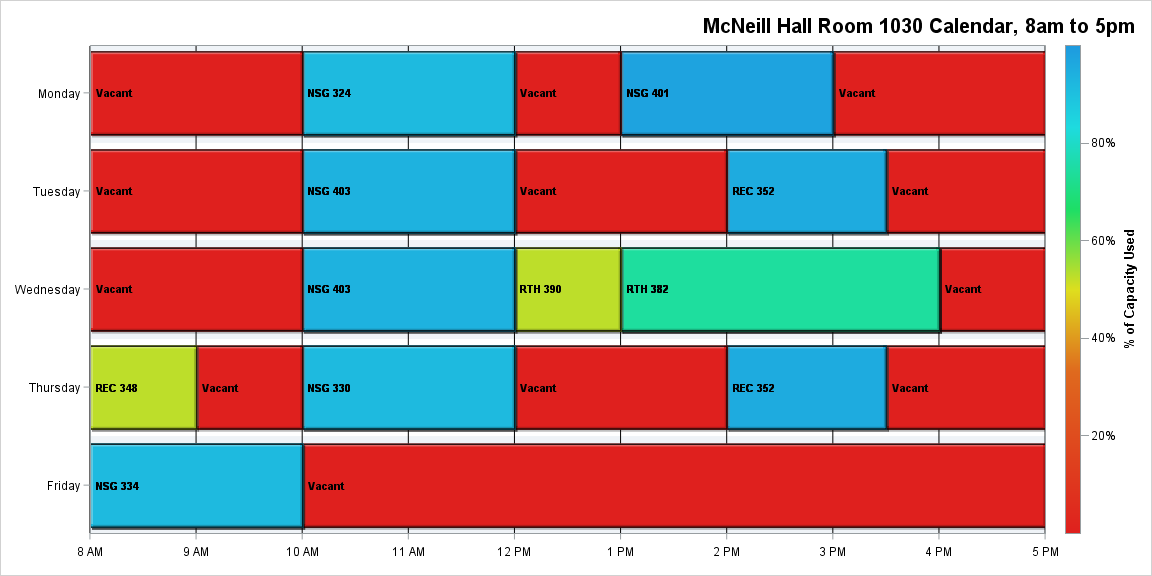 McNeill Hall Room 1030 Calendar, 8am to 5pm
Monday
Vacant
NSG 324
Vacant
NSG 401
Vacant
Tuesday
Vacant
NSG 403
Vacant
REC 352
Vacant
Wednesday
Vacant
NSG 403
RTH 390
RTH 382
Vacant
Thursday
REC 348
Vacant
NSG 330
Vacant
REC 352
Vacant
Friday
NSG 334
Vacant
8 AM
9 AM
10 AM
11 AM
12 PM
1 PM
2 PM
3 PM
4 PM
5 PM
80%
60%
40%
20%
% of Capacity Used